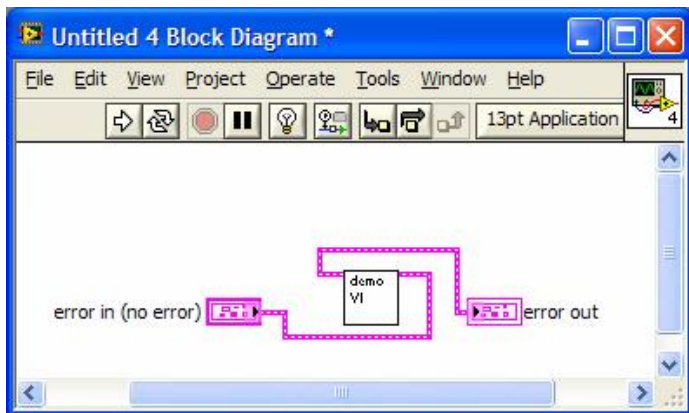 Untitled 4 Block Diagram *
File Edit View Project Operate Tools Window Help
13pt Application
4
demo
VI
error in (no error)
error out